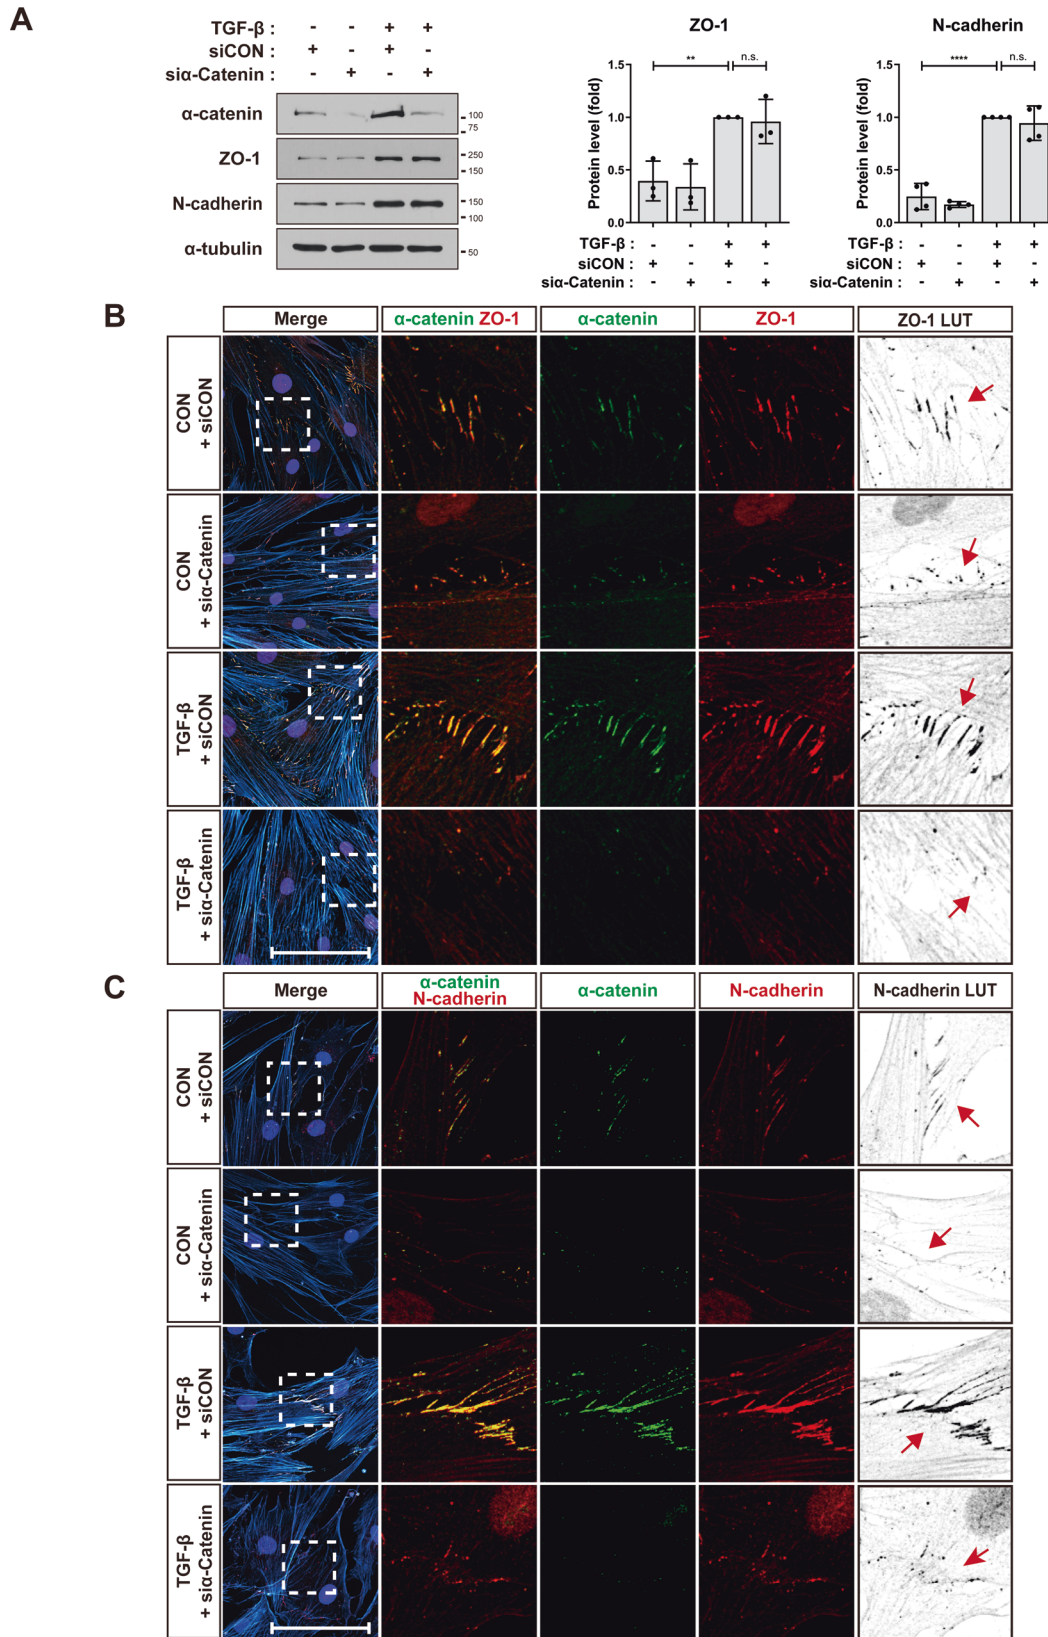 A
TGF-β : - - + +
siCON : + - + -
siα-Catenin : - + - +
α-catenin
100
75
ZO-1
250
150
N-cadherin
150
100
α-tubulin
50
ZO-1
Protein level (fold)
1.5
1.0
0.5
0.0
** n.s.
TGF-β : - - + +
siCON : + - + -
siα-Catenin : - + - +
N-cadherin
Protein level (fold)
1.5
1.0
0.5
0.0
**** n.s.
TGF-β : - - + +
siCON : + - + -
siα-Catenin : - + - +
B
Merge
α-catenin ZO-1
α-catenin
ZO-1
ZO-1 LUT
CON
+ siCON
CON
+ siα-Catenin
TGF-β
+ siCON
TGF-β
+ siα-Catenin
C
Merge
α-catenin
N-cadherin
α-catenin
N-cadherin
N-cadherin LUT
CON
+ siCON
CON
+ siα-Catenin
TGF-β
+ siCON
TGF-β
+ siα-Catenin